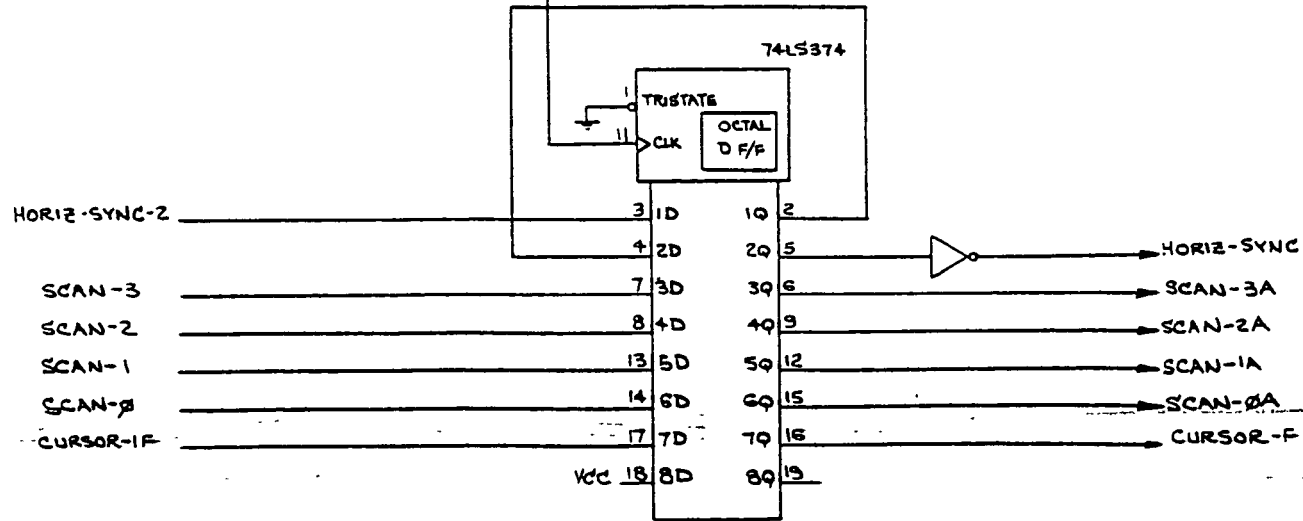 74LS374
1 TRISTATE
11 CLK
OCTAL
D F/F
HORIZ-SYNC-2 3 1D 1Q 2
4 2D 2Q 5 HORIZ-SYNC
SCAN-3 7 3D 3Q 6 SCAN-3A
SCAN-2 8 4D 4Q 9 SCAN-2A
SCAN-1 13 5D 5Q 12 SCAN-1A
SCAN-Ø 14 6D 6Q 15 SCAN-ØA
CURSOR-1F 17 7D 7Q 16 CURSOR-F
VCC 18 8D 8Q 19